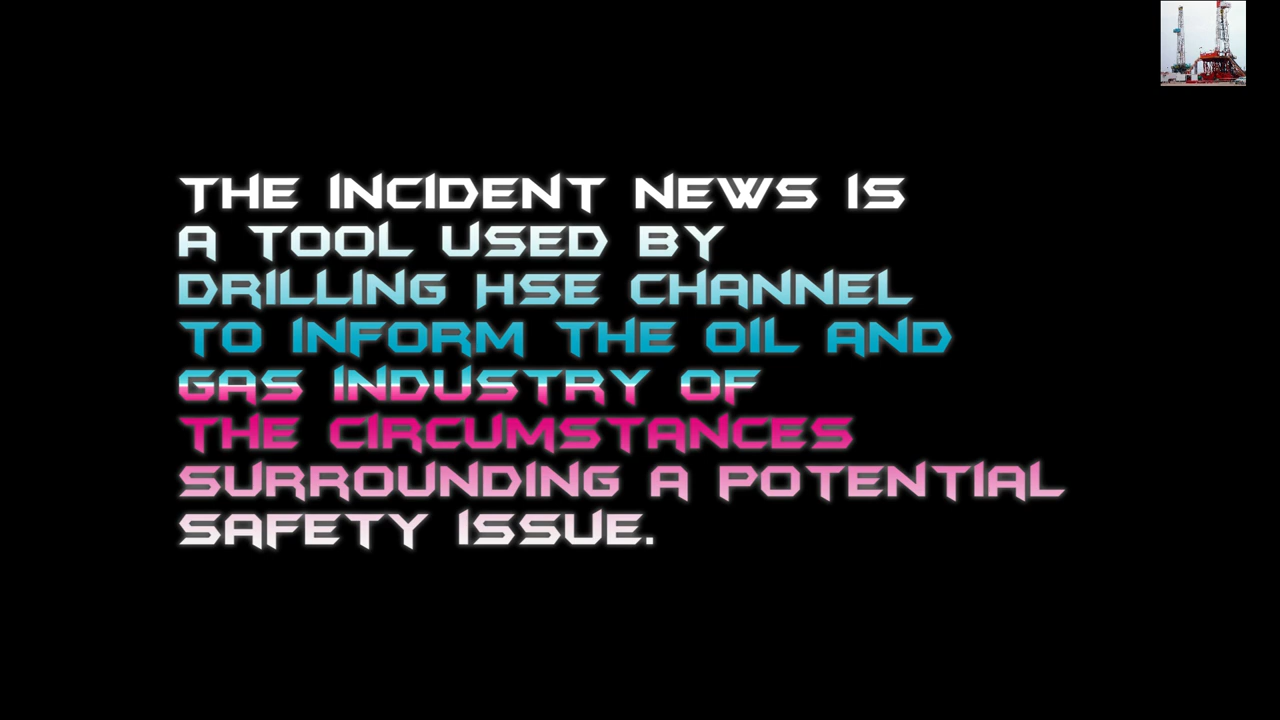 THE INCIDENT NEWS IS
A TOOL USED BY
DRILLING HSE CHANNEL
TO INFORM THE OIL AND
GAS INDUSTRY OF
THE CIRCUMSTANCES
SURROUNDING A POTENTIAL
SAFETY ISSUE.